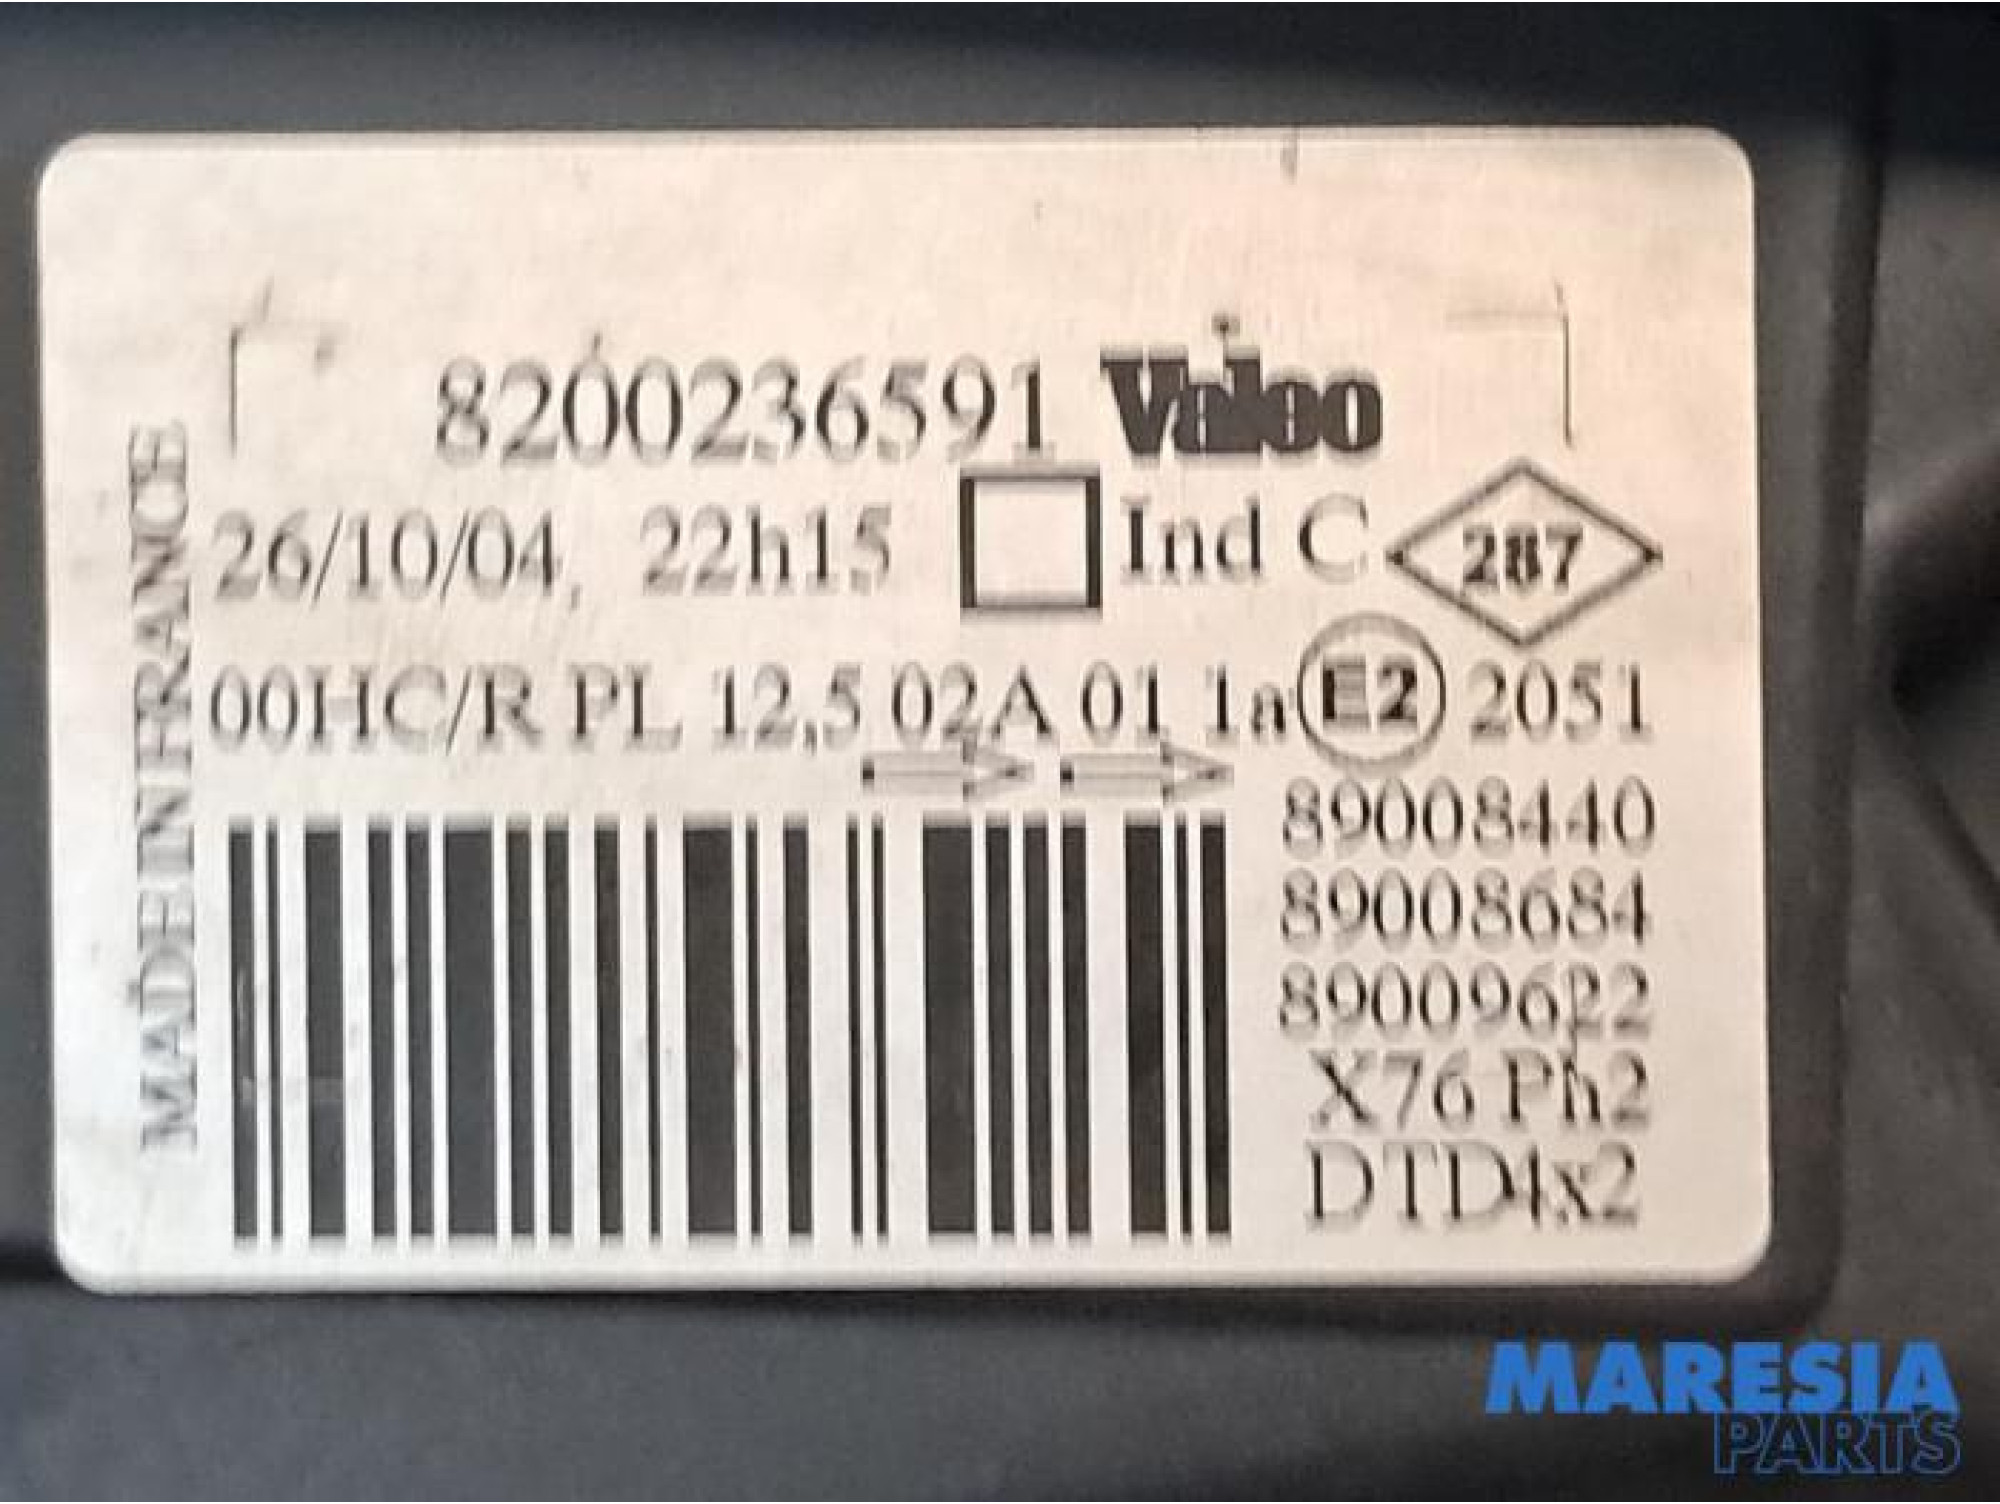 8200236591 Valeo
26/10/04, 22h15 Ind C 287
00HC/R PL 12,5 02A 01 1a E2 2051
89008440
89008684
89009622
X76 Ph2
DTD4x2
MADE IN FRANCE
MARESIA
PARTS